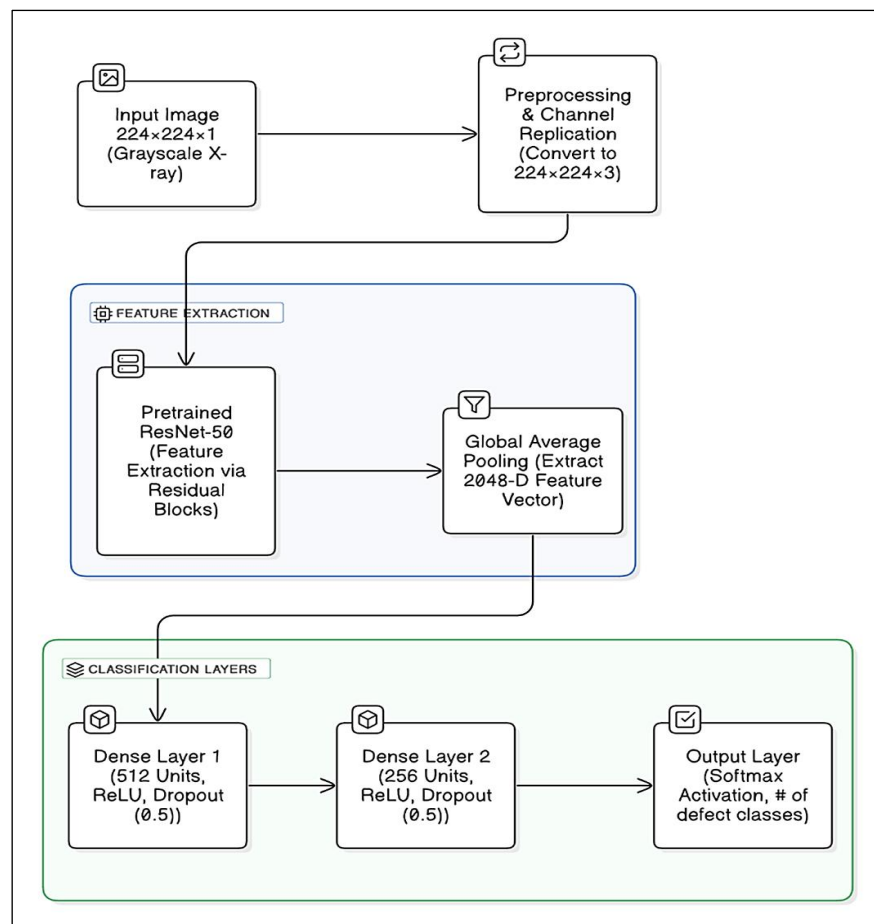 Input Image
224×224×1
(Grayscale X-
ray)
Preprocessing
& Channel
Replication
(Convert to
224×224×3)
FEATURE EXTRACTION
Pretrained
ResNet-50
(Feature
Extraction via
Residual
Blocks)
Global Average
Pooling (Extract
2048-D Feature
Vector)
CLASSIFICATION LAYERS
Dense Layer 1
(512 Units,
ReLU, Dropout
(0.5))
Dense Layer 2
(256 Units,
ReLU, Dropout
(0.5))
Output Layer
(Softmax
Activation, # of
defect classes)